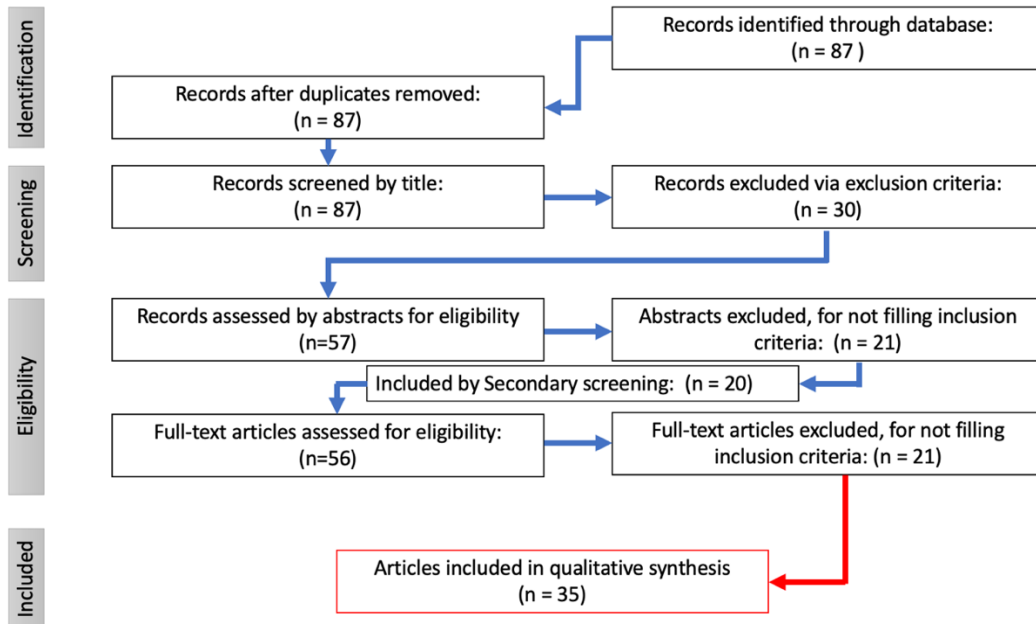 Identification
Records identified through database:
(n = 87 )
Records after duplicates removed:
(n = 87)
Screening
Records screened by title:
(n = 87)
Records excluded via exclusion criteria:
(n = 30)
Eligibility
Records assessed by abstracts for eligibility
(n=57)
Abstracts excluded, for not filling inclusion
criteria: (n = 21)
Included by Secondary screening: (n = 20)
Full-text articles assessed for eligibility:
(n=56)
Full-text articles excluded, for not filling
inclusion criteria: (n = 21)
Included
Articles included in qualitative synthesis
(n = 35)